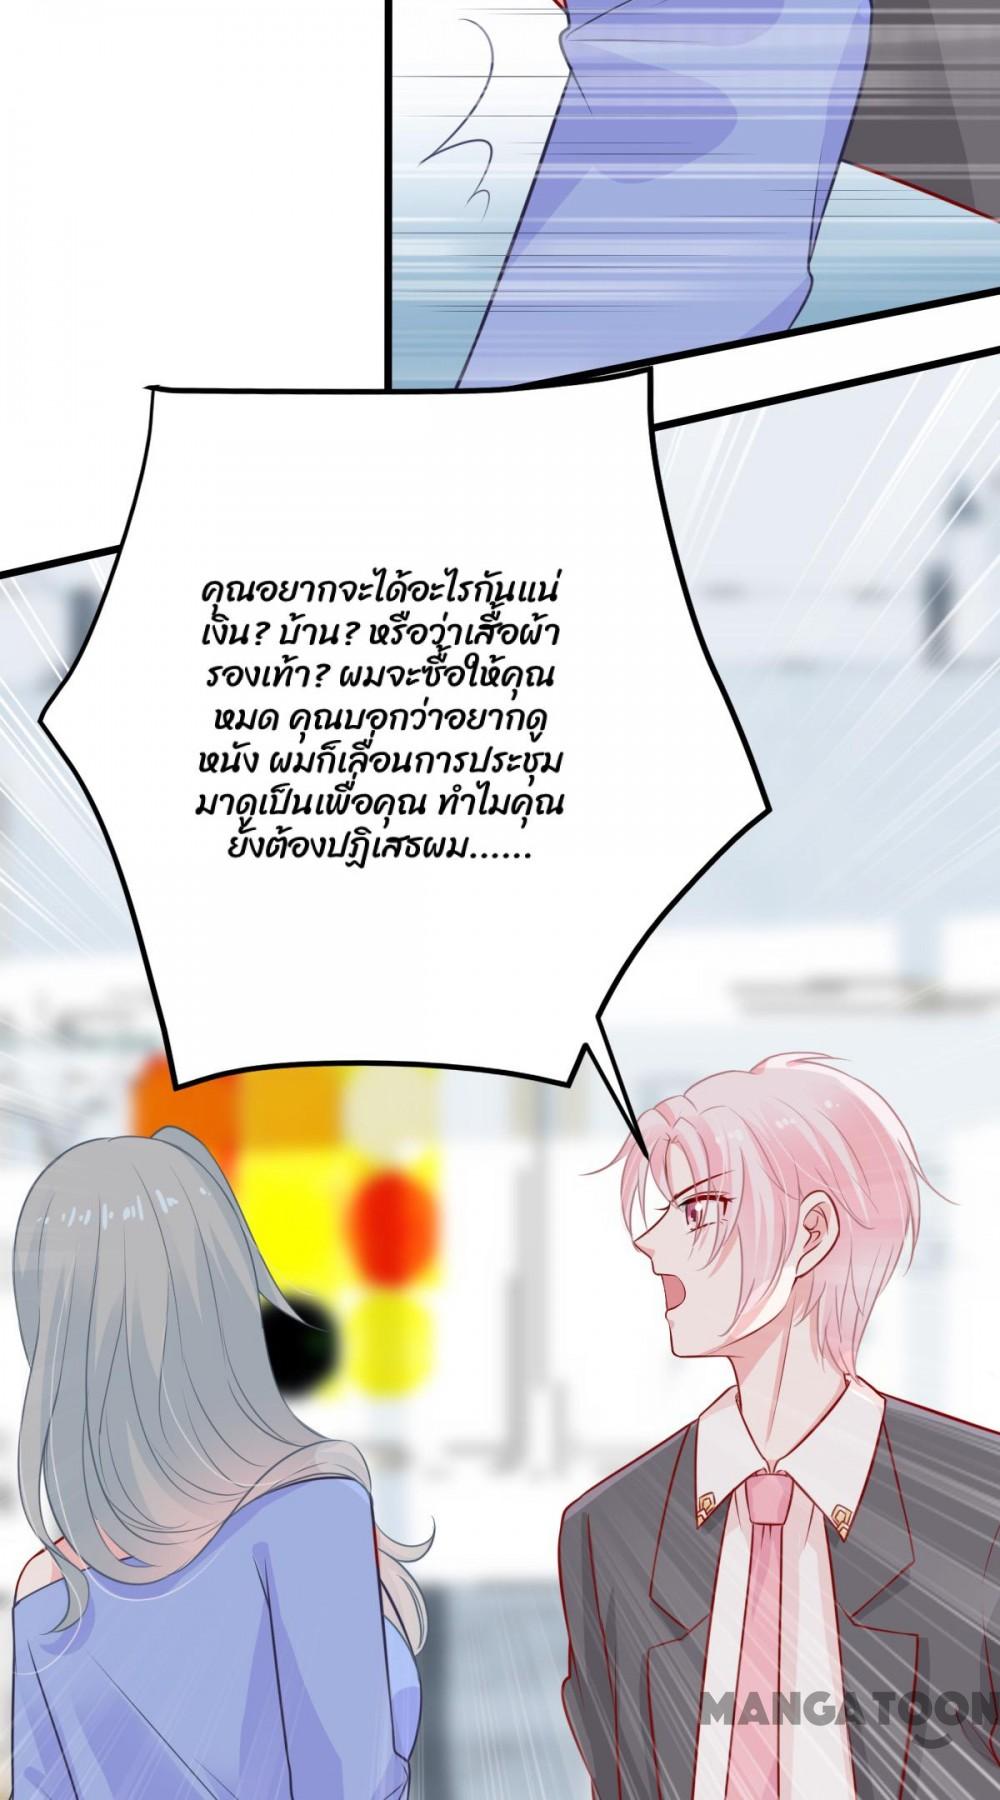 คุณอยากจะได้อะไรกันแน่
เงิน? บ้าน? หรือว่าเสื้อผ้า
รองเท้า? ผมจะซื้อให้คุณ
หมด คุณบอกว่าอยากดู
หนัง ผมก็เลื่อนการประชุม
มาดูเป็นเพื่อคุณ ทำไมคุณ
ยังต้องปฏิเสธผม......
MANGATOON